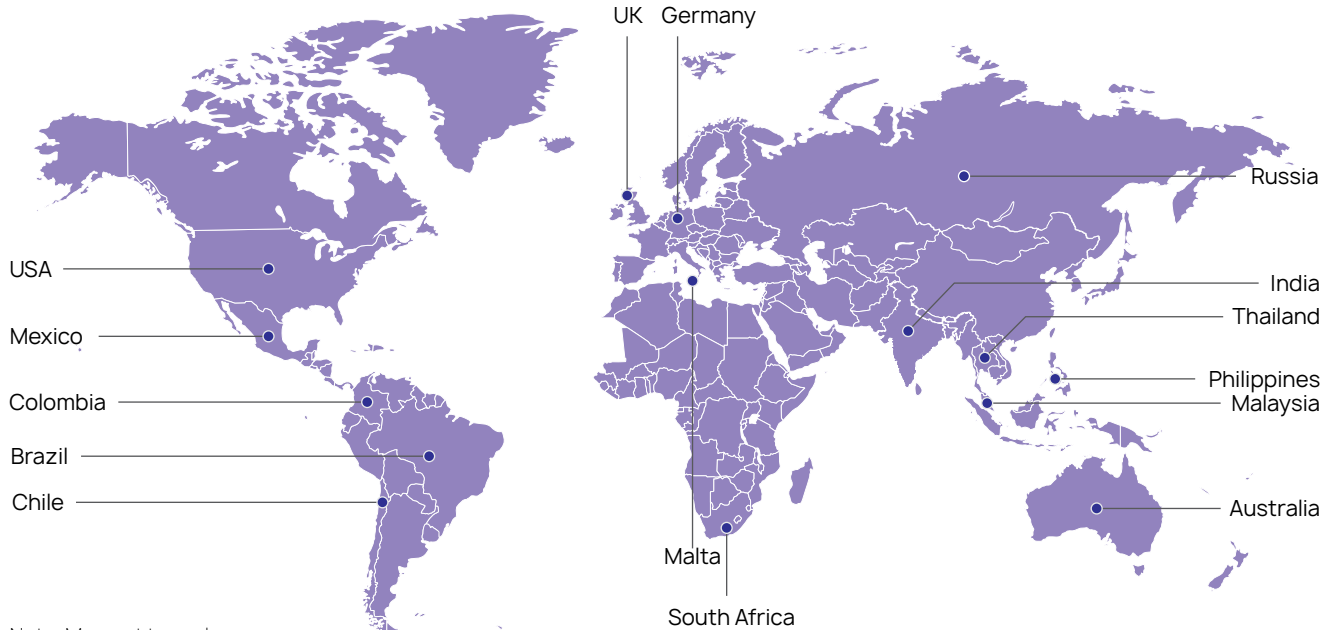 UK
Germany
Russia
USA
India
Thailand
Mexico
Philippines
Colombia
Malaysia
Brazil
Chile
Australia
Malta
South Africa